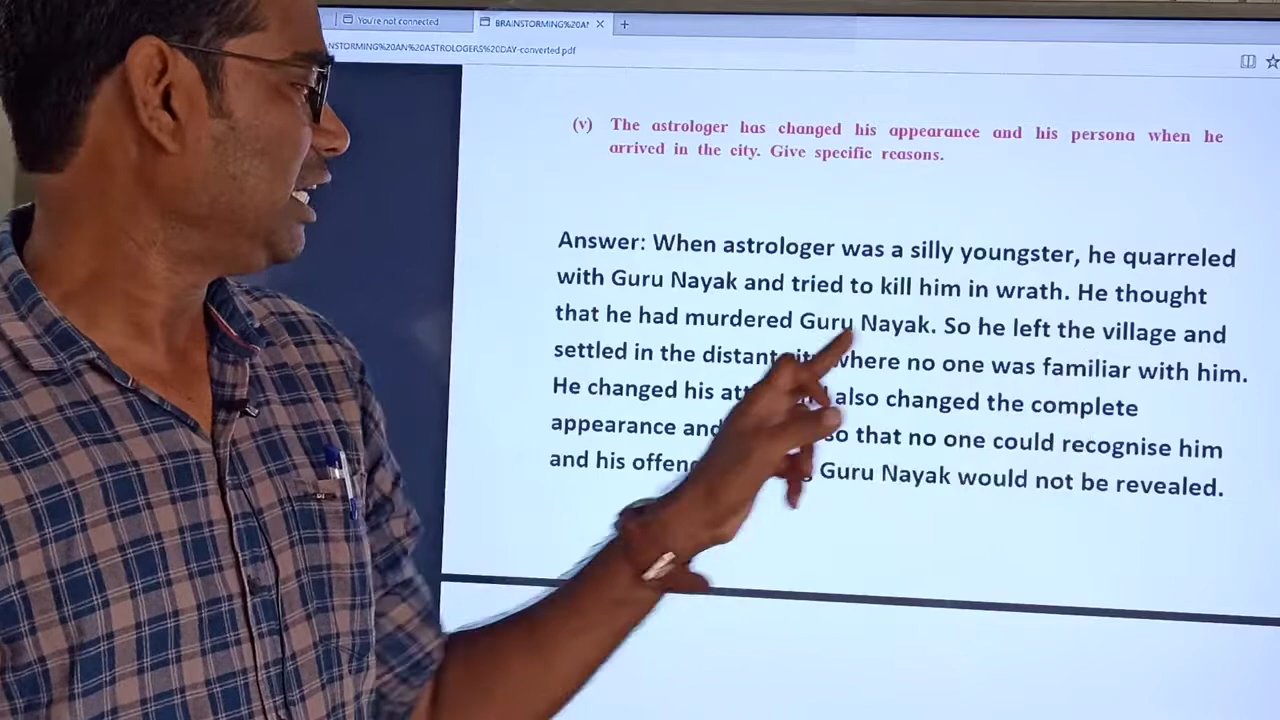 You're not connected
BRAINSTORMING%20A
NSTORMING%20AN%20ASTROLOGERS%20DAY-converted.pdf
(v) The astrologer has changed his appearance and his persona when he
arrived in the city. Give specific reasons.
Answer: When astrologer was a silly youngster, he quarreled
with Guru Nayak and tried to kill him in wrath. He thought
that he had murdered Guru Nayak. So he left the village and
settled in the distant where no one was familiar with him.
He changed his also changed the complete
appearance and so that no one could recognise him
and his Guru Nayak would not be revealed.